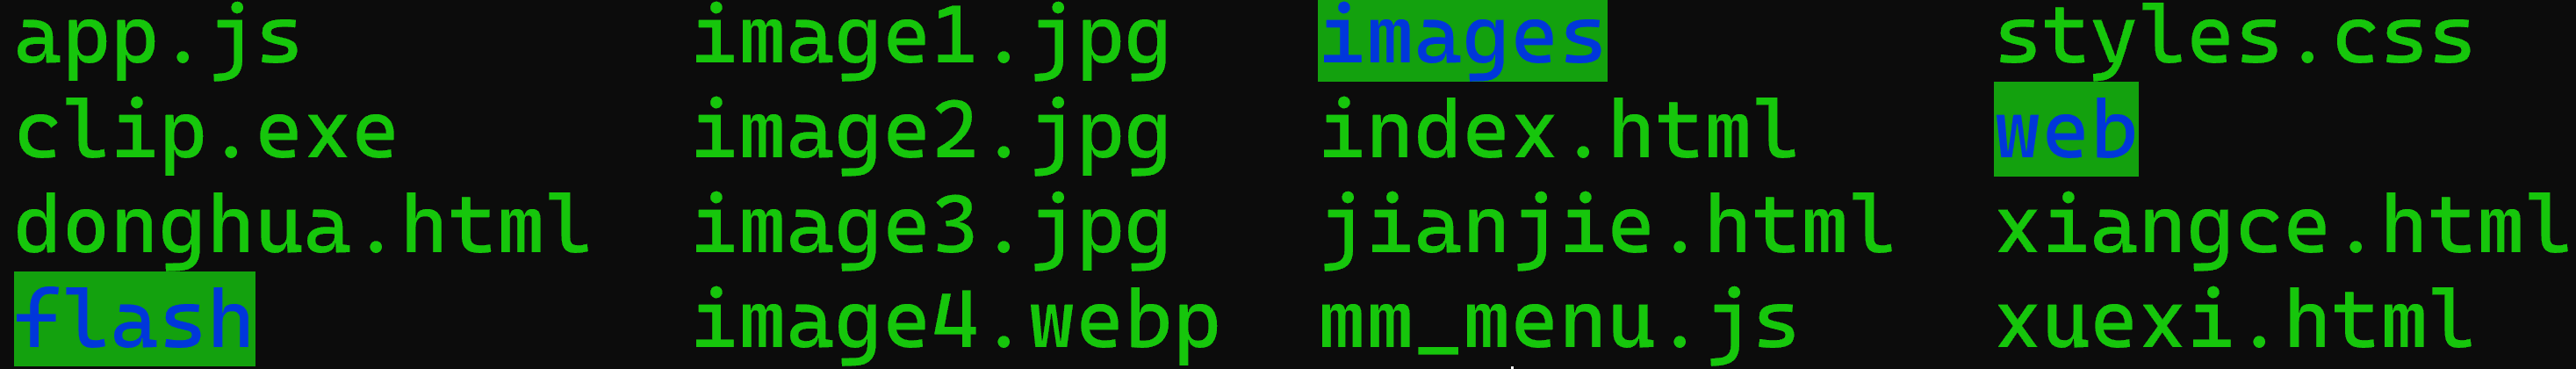 app.js image1.jpg images styles.css
clip.exe image2.jpg index.html web
donghua.html image3.jpg jianjie.html xiangce.html
flash image4.webp mm_menu.js xuexi.html